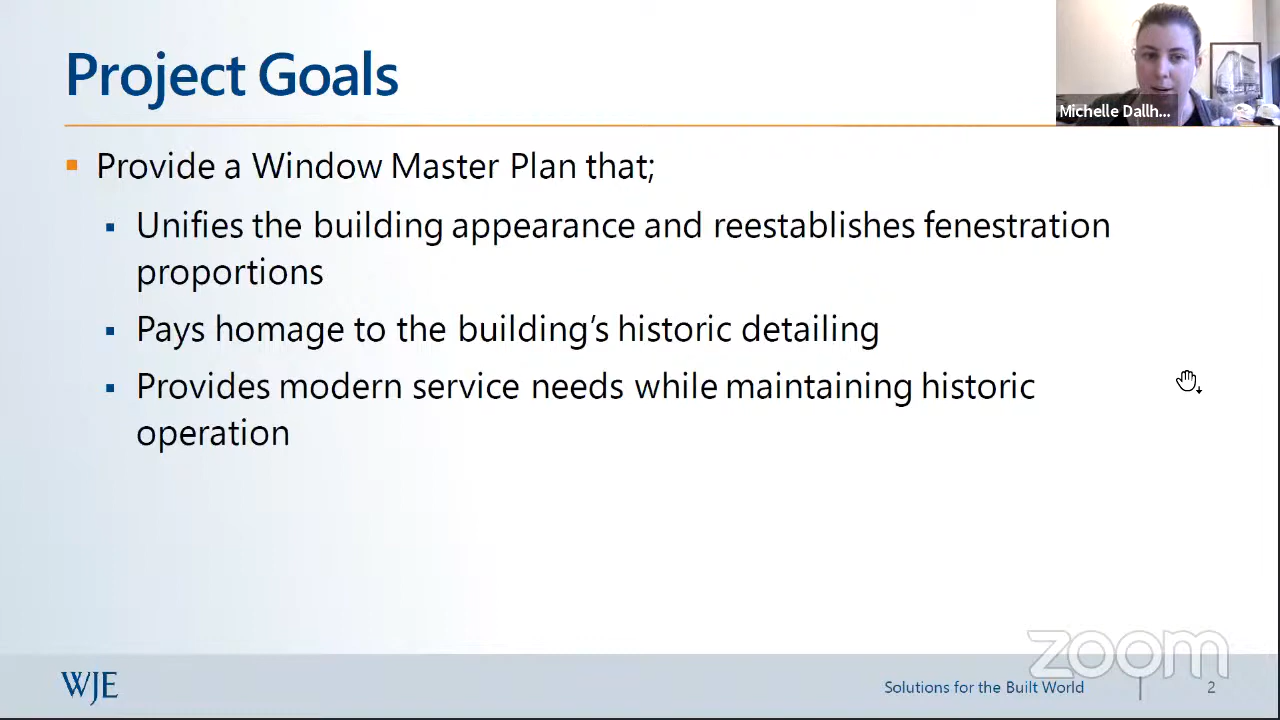 Project Goals
Michelle Dallh...
Provide a Window Master Plan that;
Unifies the building appearance and reestablishes fenestration
proportions
Pays homage to the building's historic detailing
Provides modern service needs while maintaining historic
operation
zoom
WJE
Solutions for the Built World
2